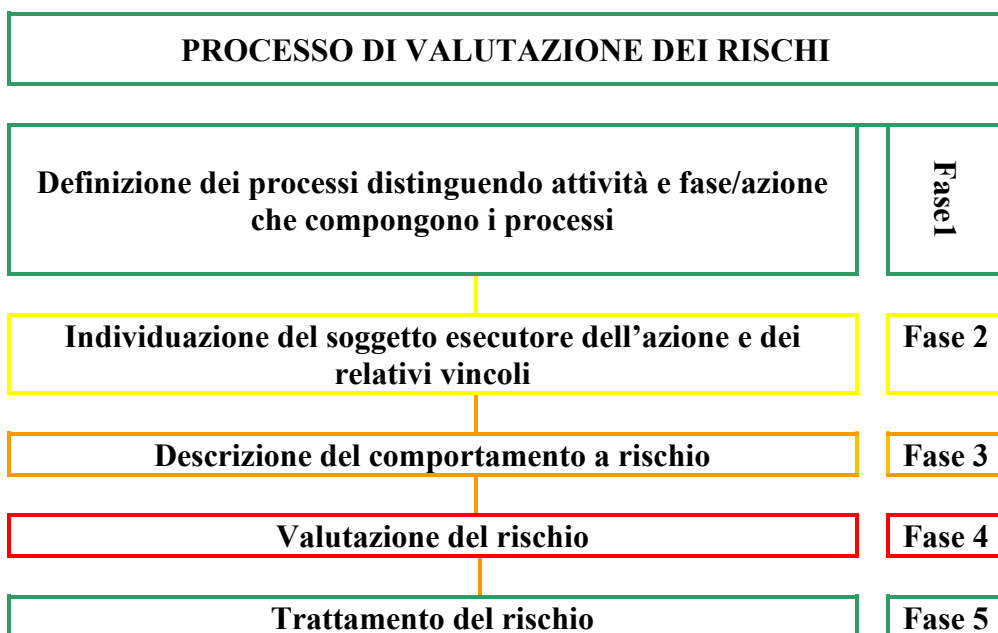 PROCESSO DI VALUTAZIONE DEI RISCHI
Definizione dei processi distinguendo attività e fase/azione
che compongono i processi
Fase1
Individuazione del soggetto esecutore dell’azione e dei
relativi vincoli
Fase 2
Descrizione del comportamento a rischio
Fase 3
Valutazione del rischio
Fase 4
Trattamento del rischio
Fase 5